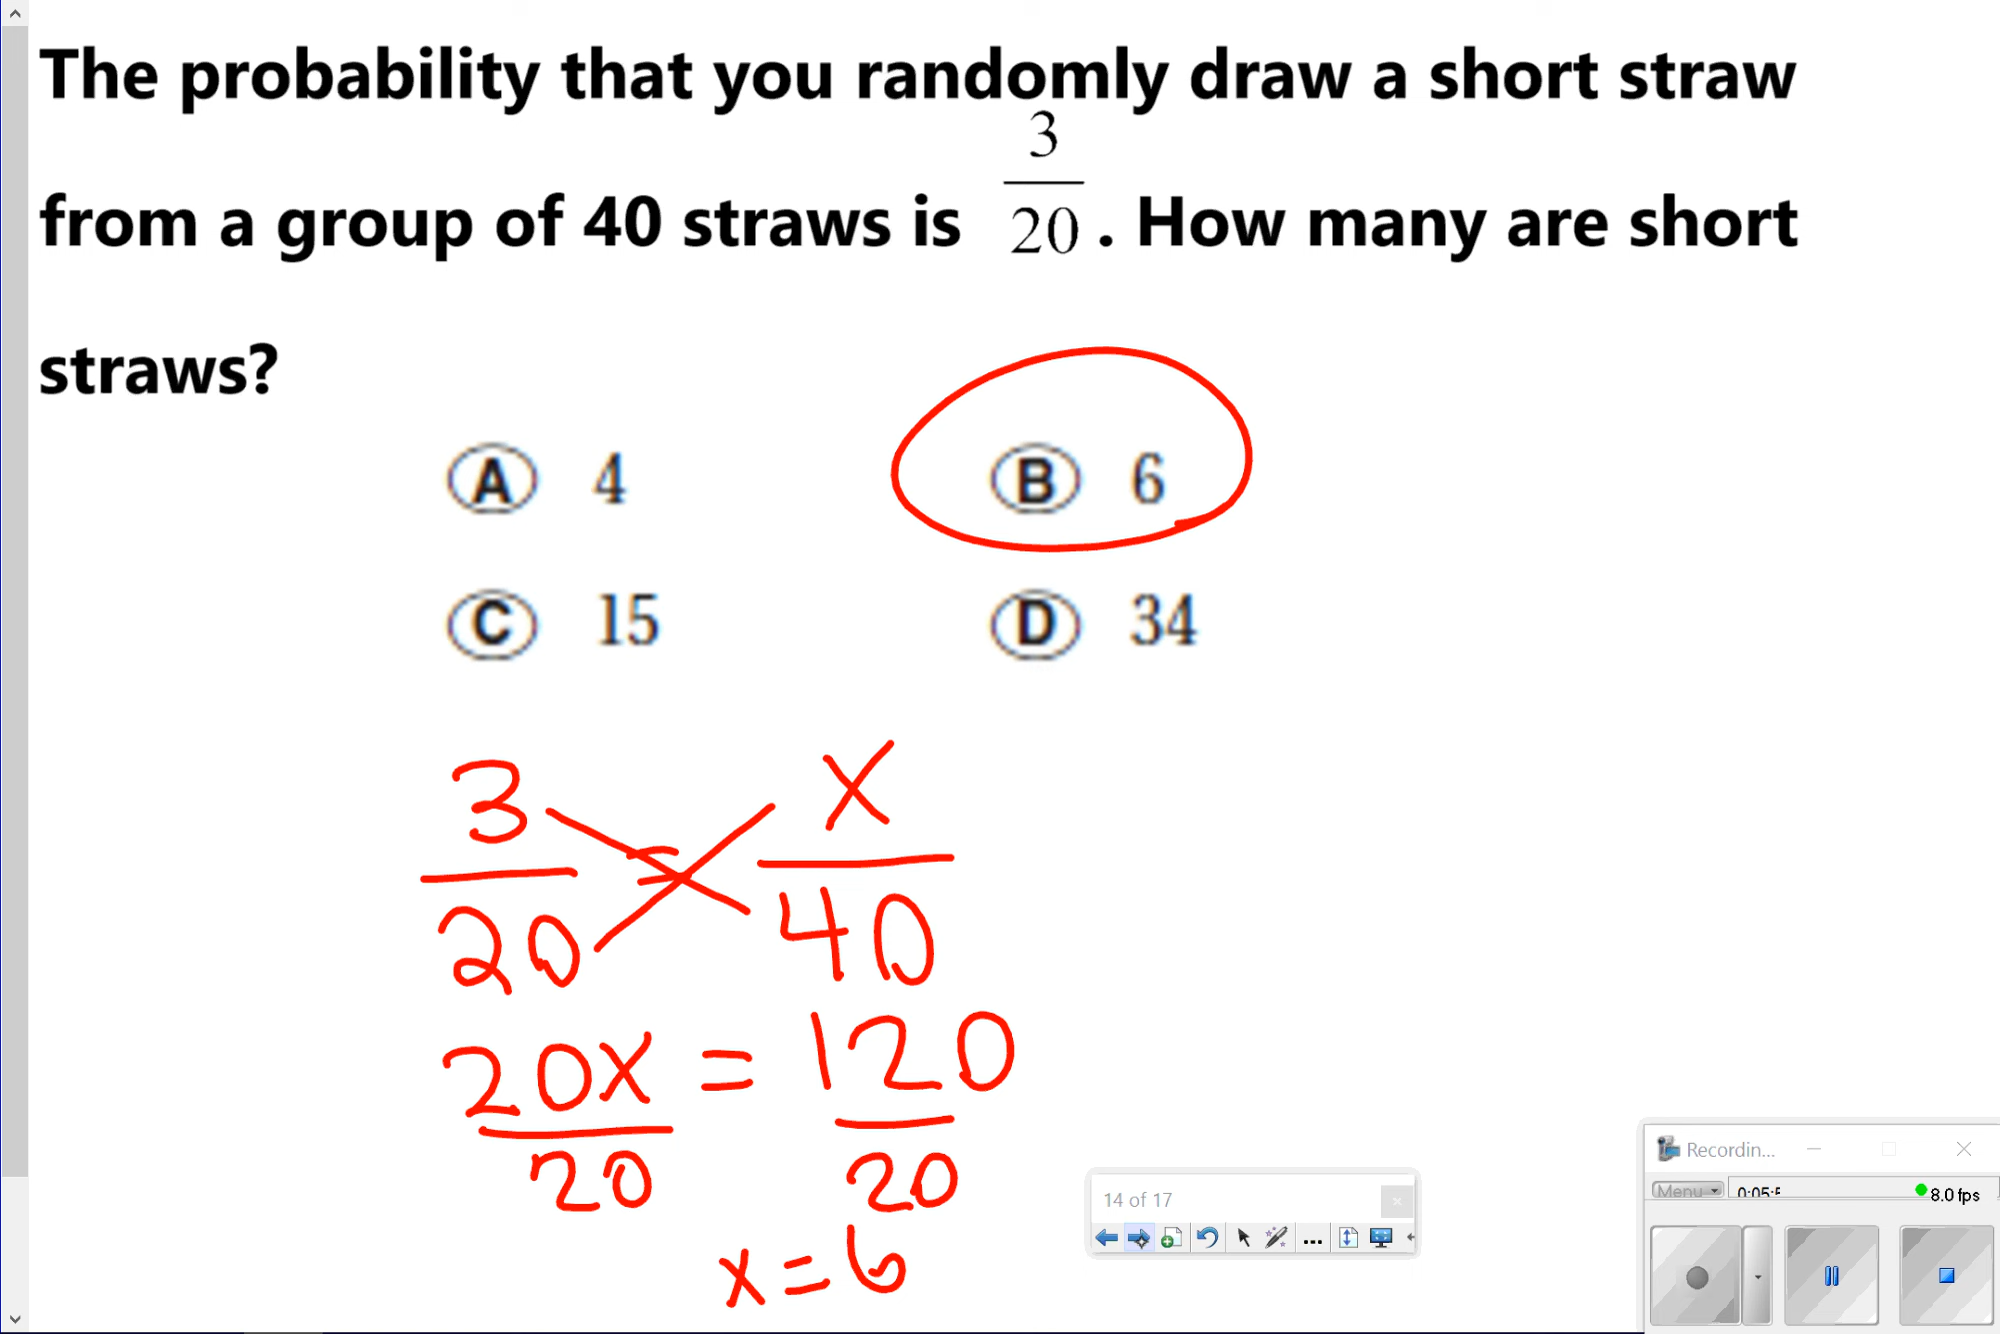 The probability that you randomly draw a short straw
from a group of 40 straws is 3/20. How many are short
straws?
A 4 B 6
C 15 D 34
3/20 = x/40
20x/20 = 120/20
x = 6
14 of 17
Recordin...
Menu 8.0 fps